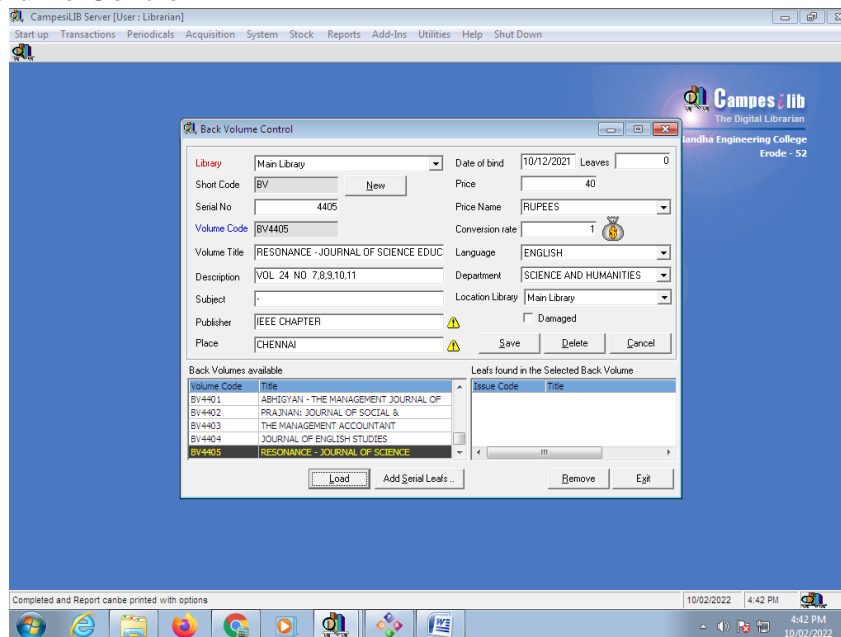 CampesiLIB Server [User : Librarian]
Start up Transactions Periodicals Acquisition System Stock Reports Add-Ins Utilities Help Shut Down
Campes i lib
The Digital Librarian
andha Engineering College
Erode - 52
Back Volume Control
Library Main Library Date of bind 10/12/2021 Leaves 0
Short Code BV New Price 40
Serial No 4405 Price Name RUPEES
Volume Code BV4405 Conversion rate 1
Volume Title RESONANCE - JOURNAL OF SCIENCE EDUC Language ENGLISH
Description VOL 24 NO 7,8,9,10,11 Department SCIENCE AND HUMANITIES
Subject - Location Library Main Library
Publisher IEEE CHAPTER Damaged
Place CHENNAI Save Delete Cancel
Back Volumes available Leafs found in the Selected Back Volume
Volume Code Title Issue Code Title
BV4401 ABHIGYAN - THE MANAGEMENT JOURNAL OF
BV4402 PRAJNAN: JOURNAL OF SOCIAL &
BV4403 THE MANAGEMENT ACCOUNTANT
BV4404 JOURNAL OF ENGLISH STUDIES
BV4405 RESONANCE - JOURNAL OF SCIENCE
Load Add Serial Leafs .. Remove Exit
Completed and Report canbe printed with options 10/02/2022 4:42 PM
4:42 PM
10/02/2022